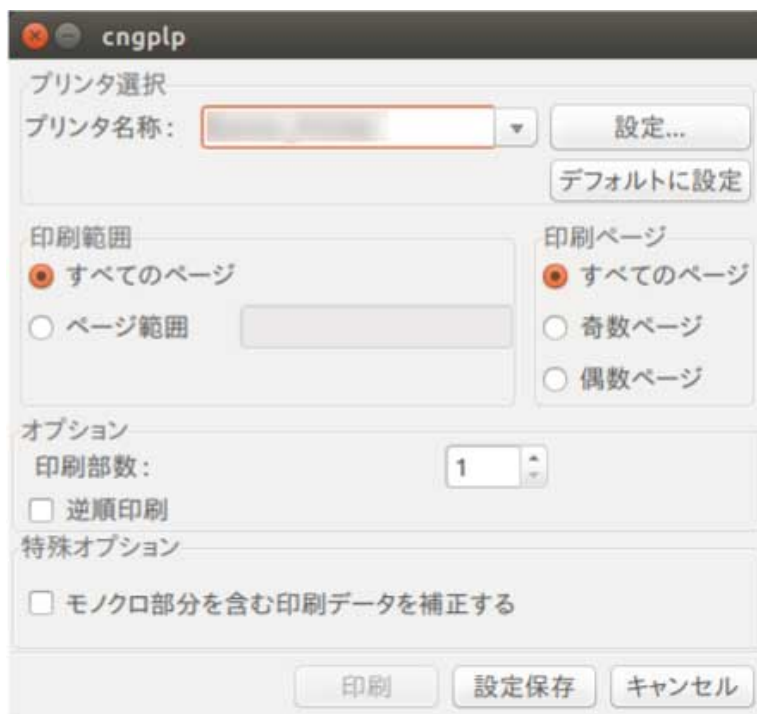 cngplp
プリンタ選択
プリンタ名称:
設定...
デフォルトに設定
印刷範囲
すべてのページ
ページ範囲
印刷ページ
すべてのページ
奇数ページ
偶数ページ
オプション
印刷部数:
1
逆順印刷
特殊オプション
モノクロ部分を含む印刷データを補正する
印刷
設定保存
キャンセル